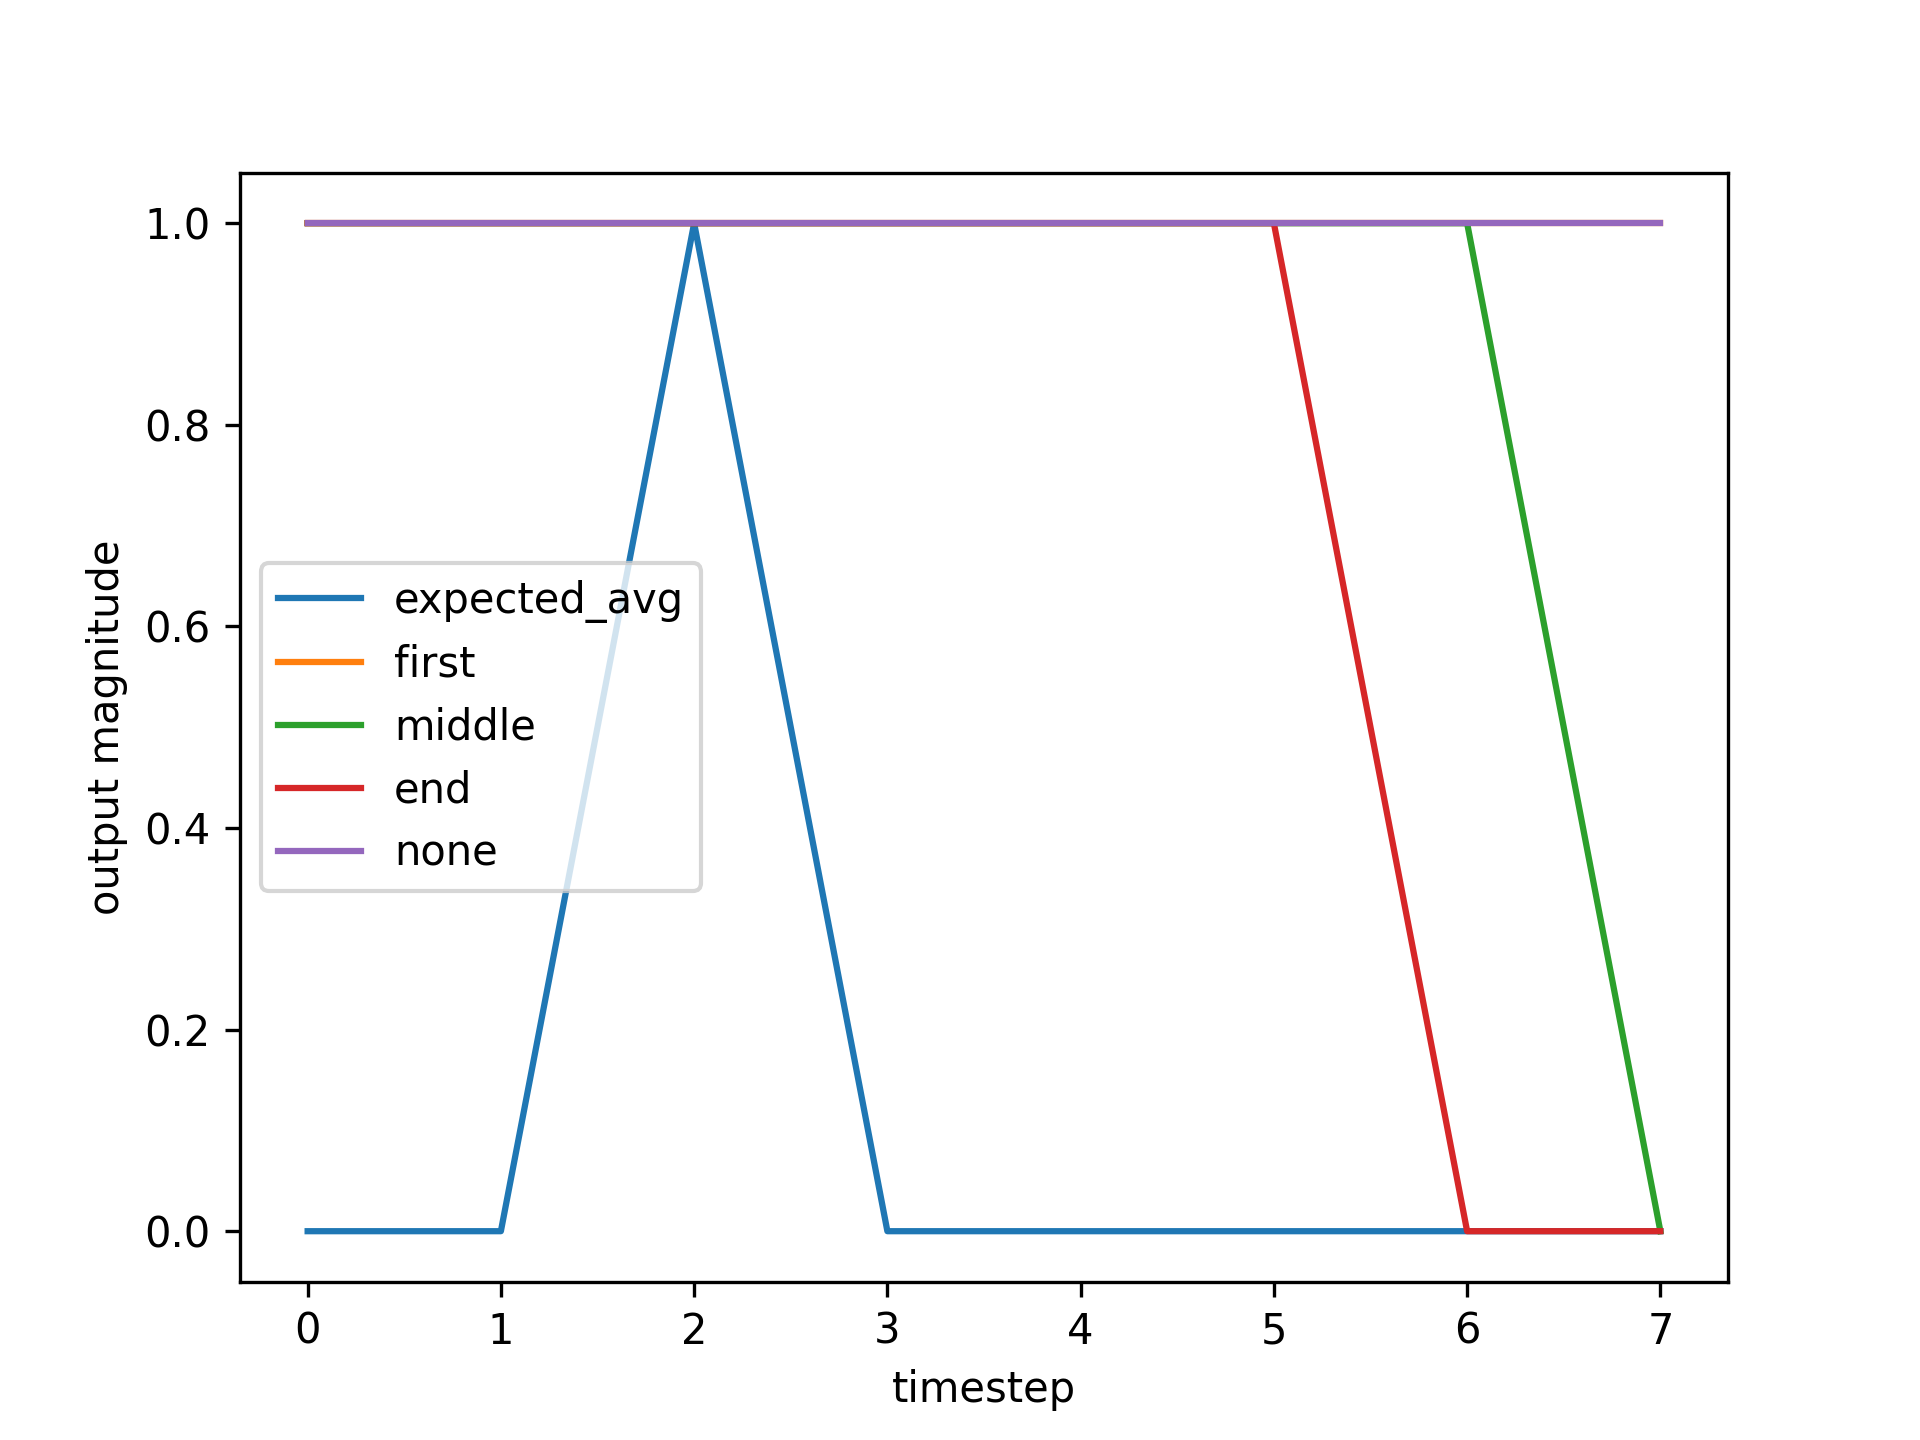 1.0
0.8
0.6
0.4
0.2
0.0
output magnitude
expected_avg
first
middle
end
none
0 1 2 3 4 5 6 7
timestep